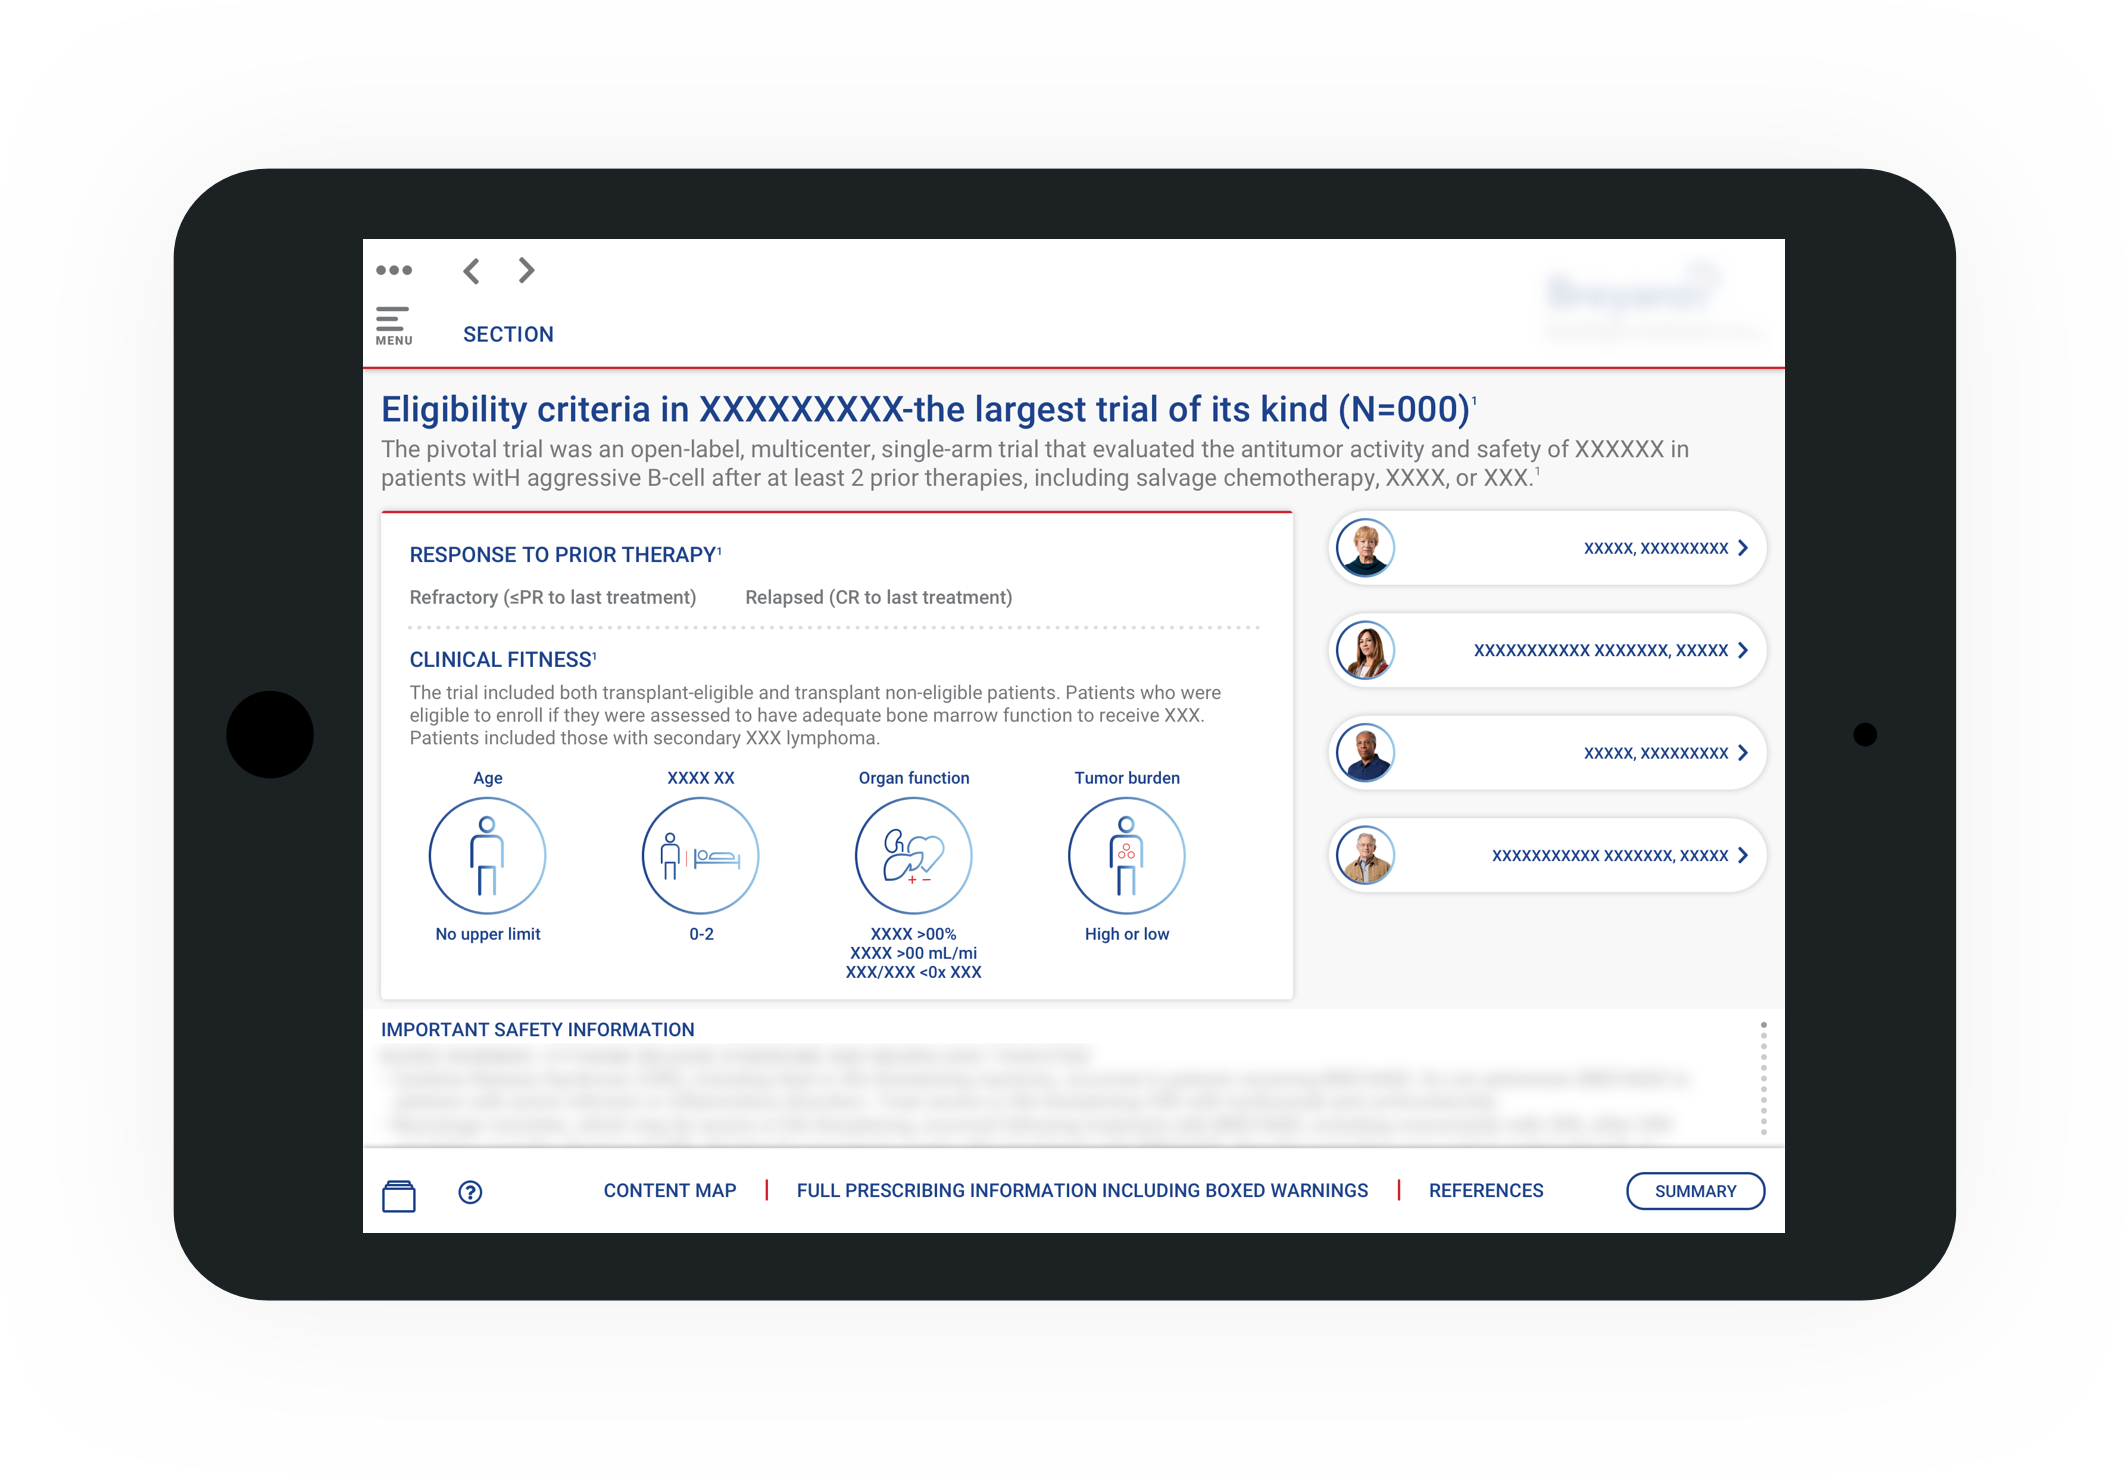 MENU
SECTION
Eligibility criteria in XXXXXXXXX-the largest trial of its kind (N=000)¹
The pivotal trial was an open-label, multicenter, single-arm trial that evaluated the antitumor activity and safety of XXXXXX in
patients witH aggressive B-cell after at least 2 prior therapies, including salvage chemotherapy, XXXX, or XXX.¹
RESPONSE TO PRIOR THERAPY¹
Refractory (≤PR to last treatment) Relapsed (CR to last treatment)
CLINICAL FITNESS¹
The trial included both transplant-eligible and transplant non-eligible patients. Patients who were
eligible to enroll if they were assessed to have adequate bone marrow function to receive XXX.
Patients included those with secondary XXX lymphoma.
Age
No upper limit
XXXX XX
0-2
Organ function
XXXX >00%
XXXX >00 mL/mi
XXX/XXX <0x XXX
Tumor burden
High or low
XXXXX, XXXXXXXXX
XXXXXXXXXXX XXXXXXX, XXXXX
XXXXX, XXXXXXXXX
XXXXXXXXXXX XXXXXXX, XXXXX
IMPORTANT SAFETY INFORMATION
CONTENT MAP | FULL PRESCRIBING INFORMATION INCLUDING BOXED WARNINGS | REFERENCES
SUMMARY